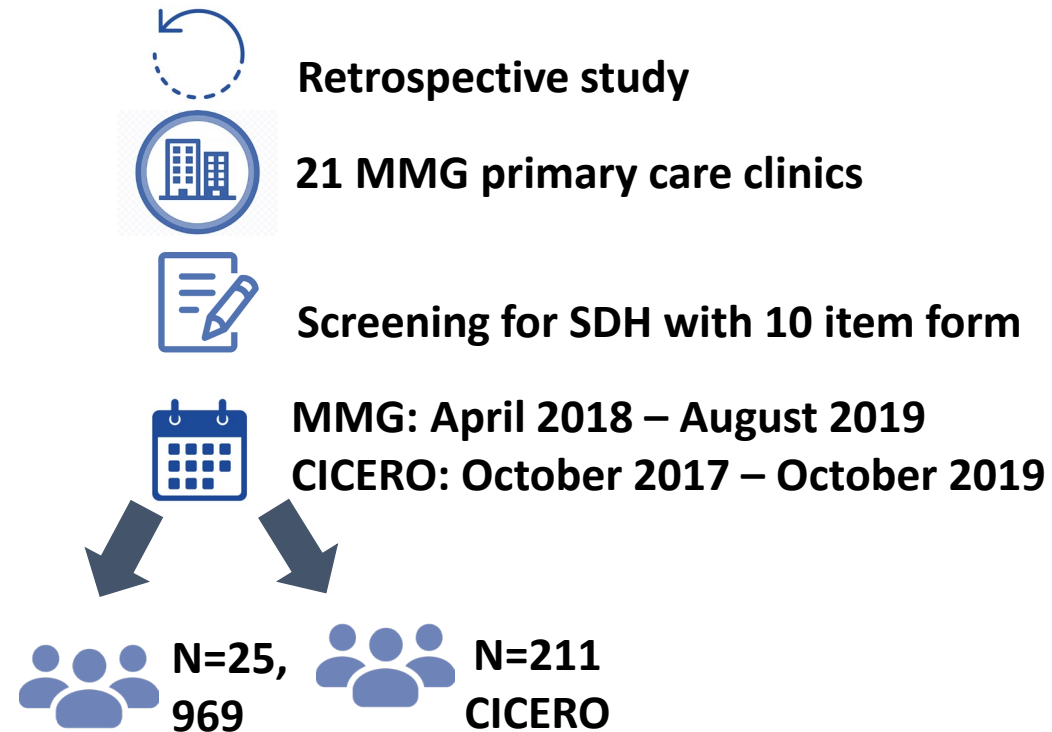 Retrospective study
21 MMG primary care clinics
Screening for SDH with 10 item form
MMG: April 2018 – August 2019
CICERO: October 2017 – October 2019
N=25,
969
N=211
CICERO